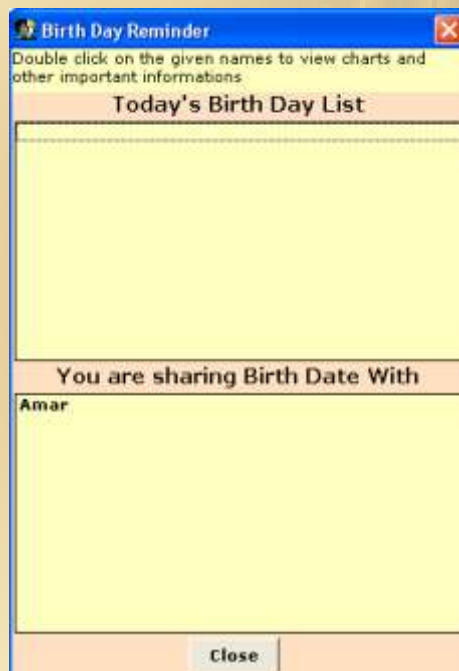 Birth Day Reminder
Double click on the given names to view charts and
other important informations
Today's Birth Day List
You are sharing Birth Date With
Amar
Close